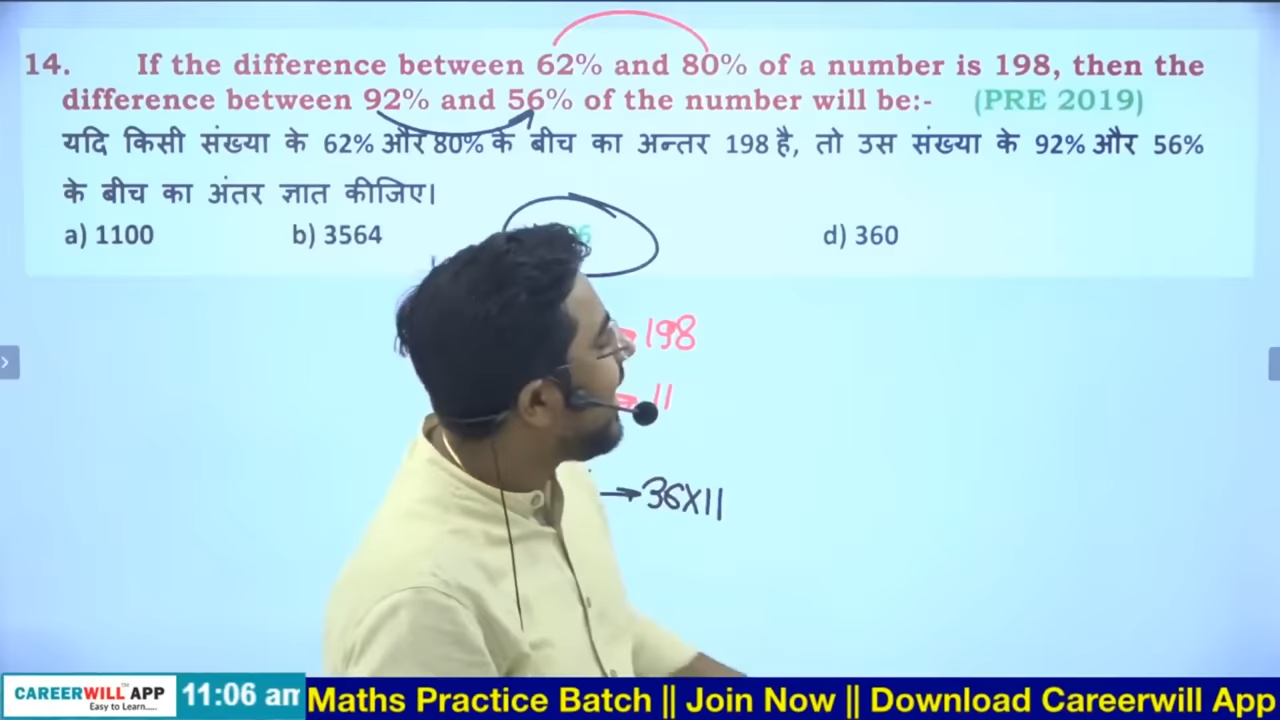 14. If the difference between 62% and 80% of a number is 198, then the
difference between 92% and 56% of the number will be:- (PRE 2019)
यदि किसी संख्या के 62% और 80% के बीच का अन्तर 198 है, तो उस संख्या के 92% और 56%
के बीच का अंतर ज्ञात कीजिए।
a) 1100 b) 3564 d) 360
198
11
36X11
CAREERWILL APP
Easy to Learn.....
11:06 am
Maths Practice Batch || Join Now || Download Careerwill App